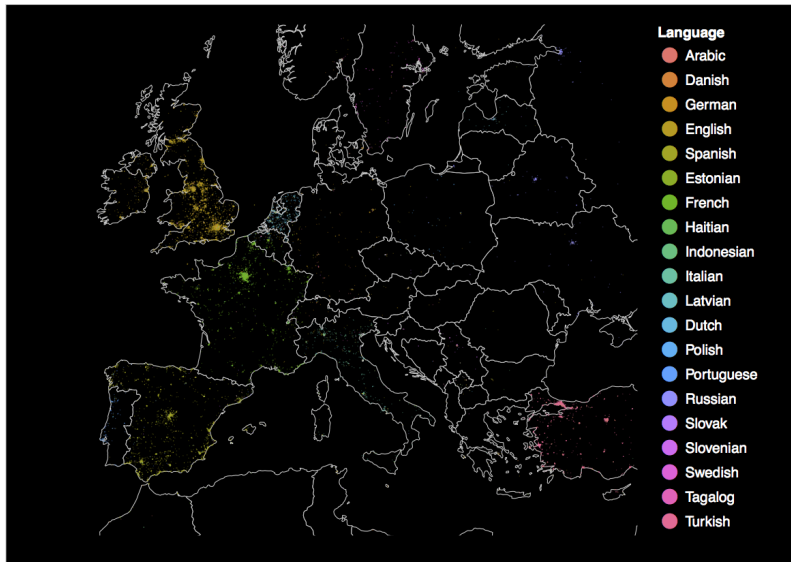 Language
Arabic
Danish
German
English
Spanish
Estonian
French
Haitian
Indonesian
Italian
Latvian
Dutch
Polish
Portuguese
Russian
Slovak
Slovenian
Swedish
Tagalog
Turkish